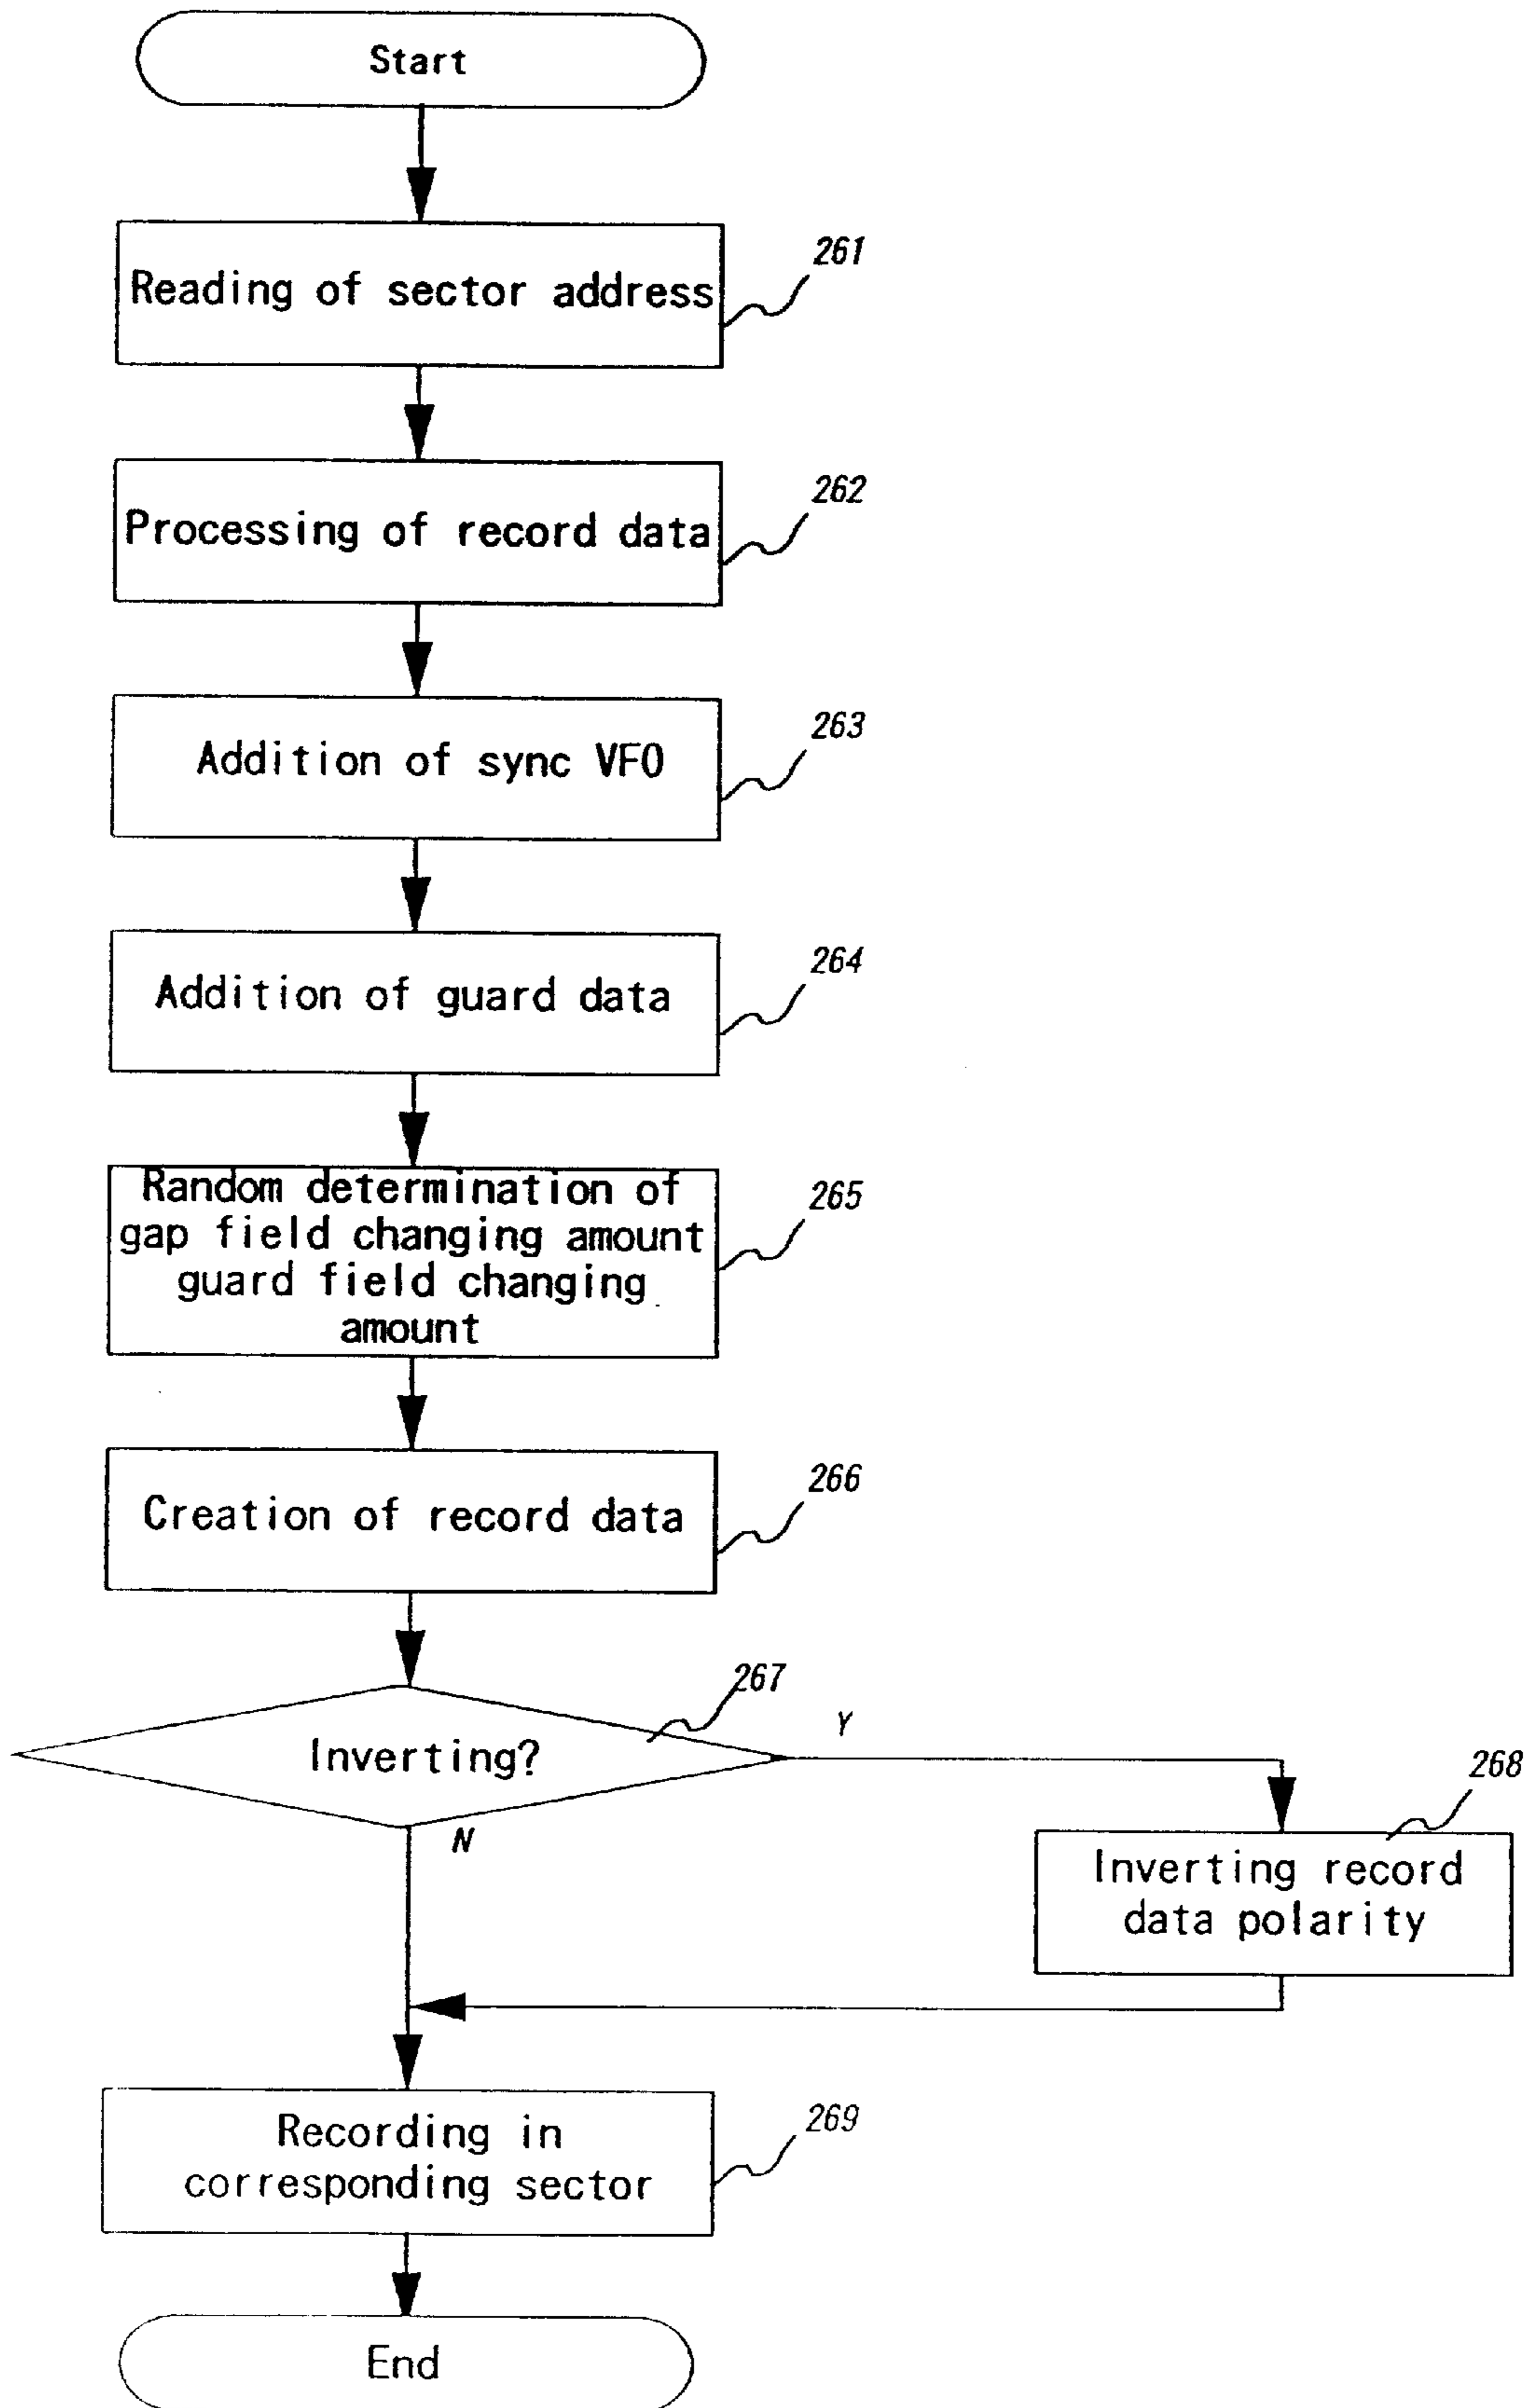 Start
261
Reading of sector address
262
Processing of record data
263
Addition of sync VFO
264
Addition of guard data
265
Random determination of
gap field changing amount
guard field changing
amount
266
Creation of record data
267
Inverting?
Y
N
268
Inverting record
data polarity
269
Recording in
corresponding sector
End